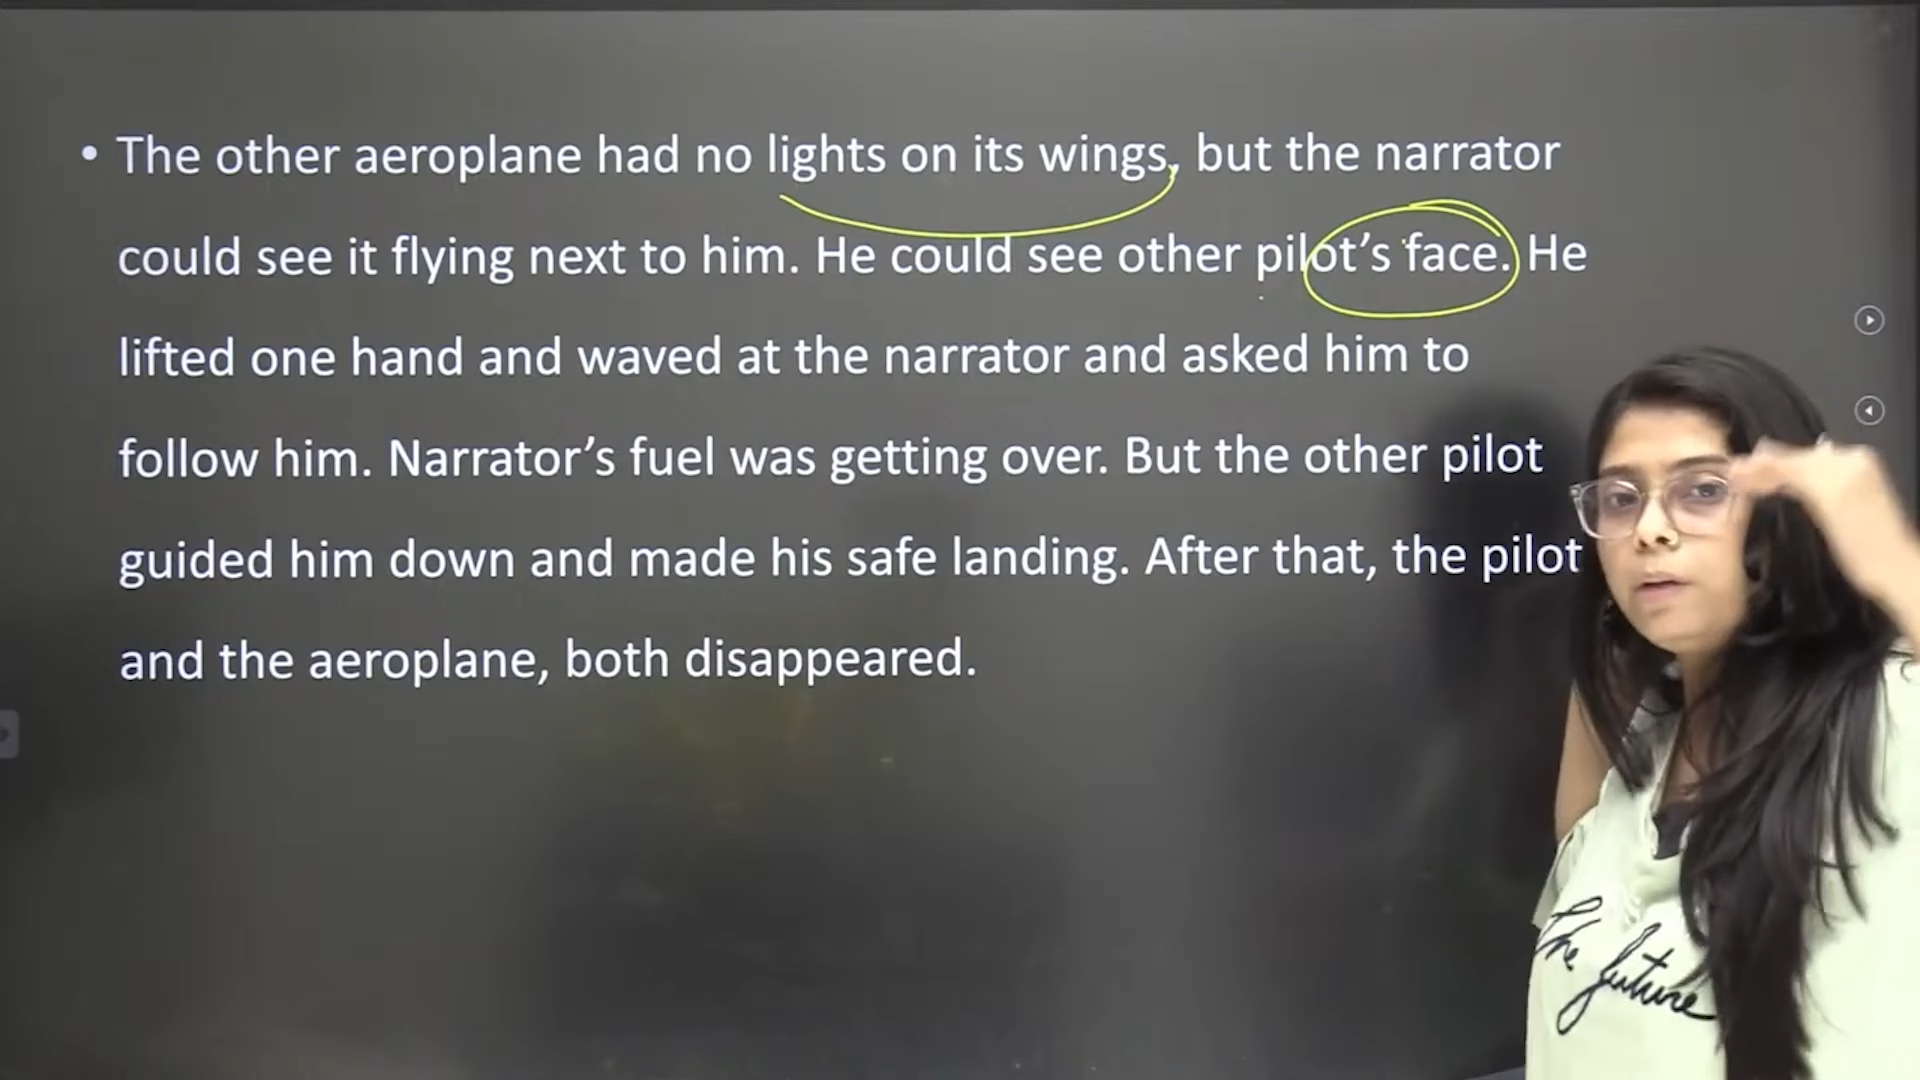 • The other aeroplane had no lights on its wings, but the narrator
could see it flying next to him. He could see other pilot’s face. He
lifted one hand and waved at the narrator and asked him to
follow him. Narrator’s fuel was getting over. But the other pilot
guided him down and made his safe landing. After that, the pilot
and the aeroplane, both disappeared.
the future